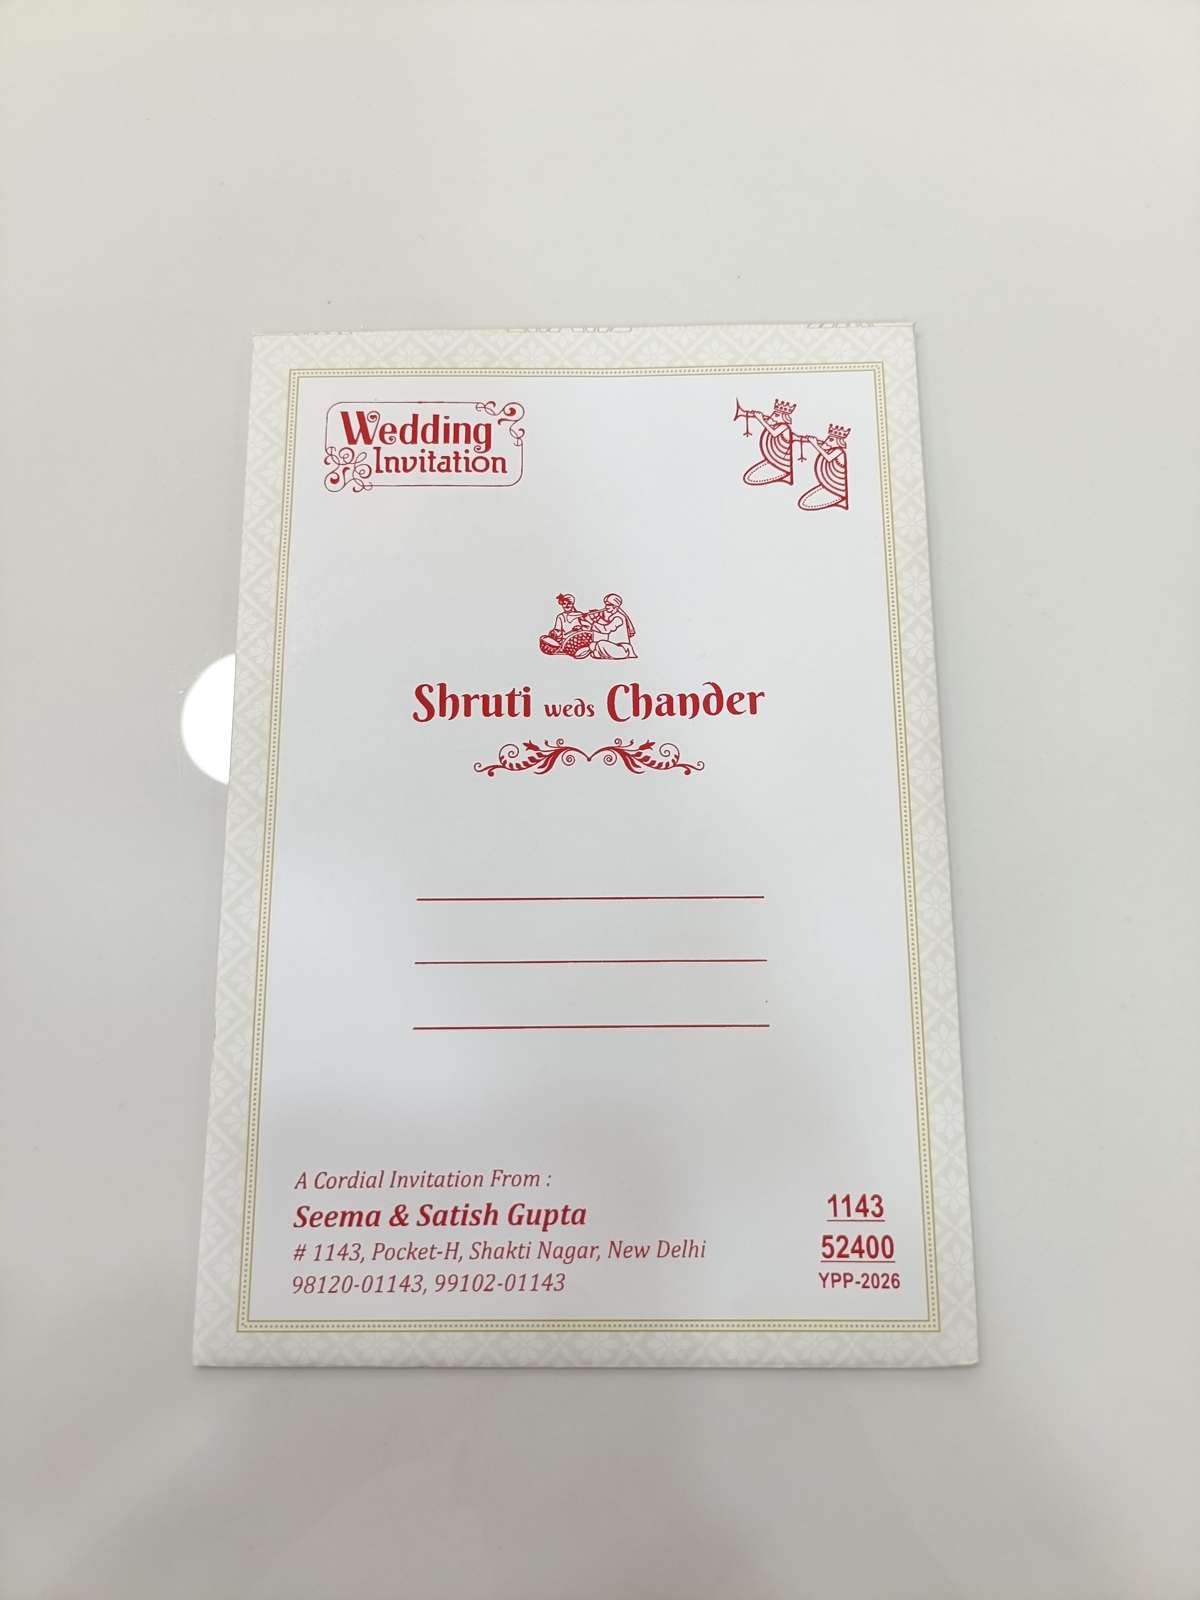 Wedding
Invitation
Shruti weds Chander
A Cordial Invitation From :
Seema & Satish Gupta
# 1143, Pocket-H, Shakti Nagar, New Delhi
98120-01143, 99102-01143
1143
52400
YPP-2026